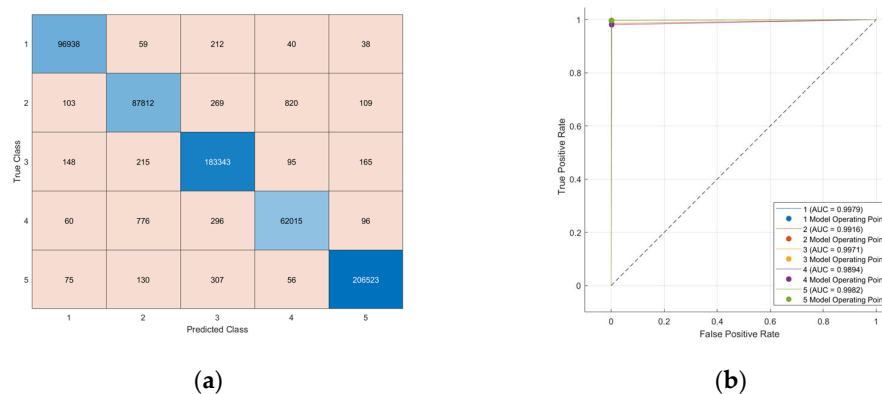 1 96938 59 212 40 38
2 103 87812 269 820 109
3 148 215 183343 95 165
4 60 776 296 62015 96
5 75 130 307 56 206523
1 2 3 4 5
True Class
Predicted Class
(a)
1
0.8
0.6
0.4
0.2
0
0 0.2 0.4 0.6 0.8 1
True Positive Rate
False Positive Rate
1 (AUC = 0.9979)
1 Model Operating Poin
2 (AUC = 0.9916)
2 Model Operating Poin
3 (AUC = 0.9971)
3 Model Operating Poin
4 (AUC = 0.9894)
4 Model Operating Poin
5 (AUC = 0.9982)
5 Model Operating Poin
(b)